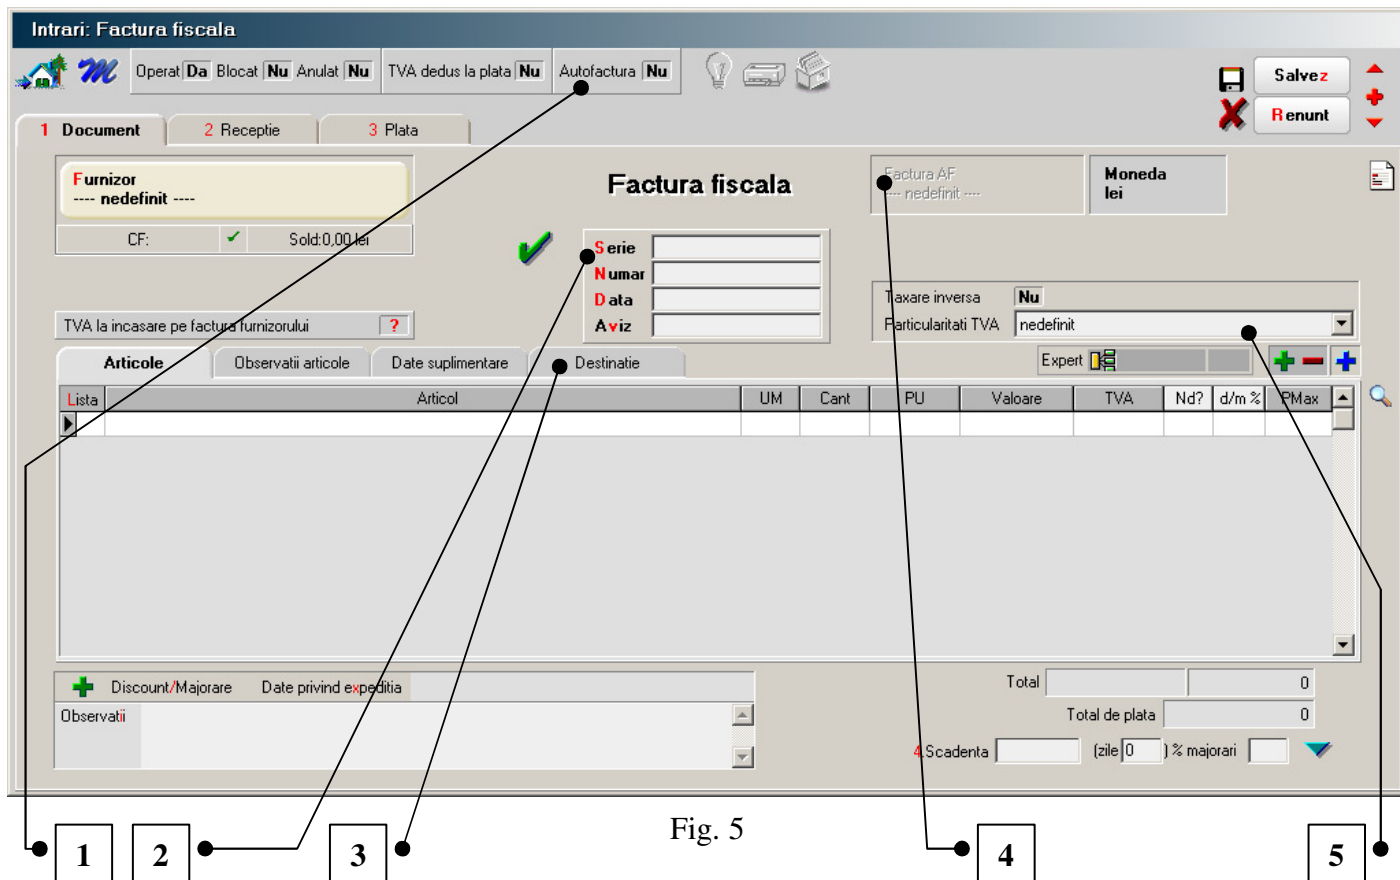 Intrari: Factura fiscala
Operat Da Blocat Nu Anulat Nu TVA dedus la plata Nu Autofactura Nu
Salvez
Renunt
1 Document 2 Receptie 3 Plata
Furnizor
---- nedefinit ----
CF: Sold:0,00 lei
Factura fiscala
Factura AF
---- nedefinit ----
Moneda
lei
Serie
Numar
Data
Aviz
Taxare inversa Nu
Particularitati TVA nedefinit
TVA la incasare pe factura furnizorului ?
Articole Observatii articole Date suplimentare Destinatie
Expert
Lista Articol UM Cant PU Valoare TVA Nd? d/m % PMax
Discount/Majorare Date privind expeditia
Observatii
Total 0
Total de plata 0
4.Scadenta (zile 0 ) % majorari
Fig. 5
1 2 3 4 5